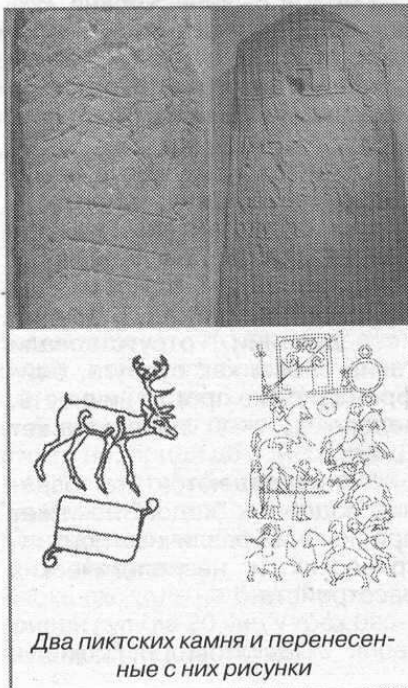 Два пиктских камня и перенесен-
ные с них рисунки